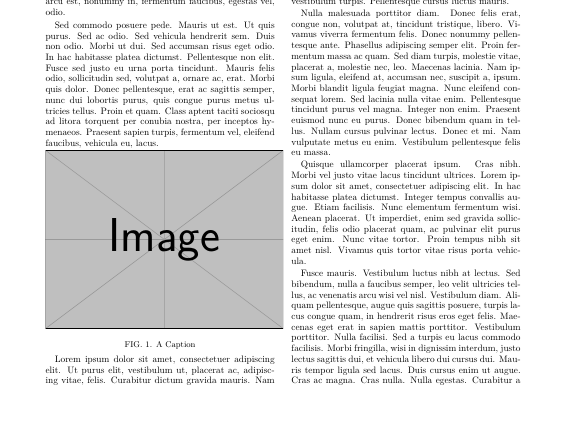 arcu est, nonummy in, fermentum faucibus, egestas vel,
odio.
Sed commodo posuere pede. Mauris ut est. Ut quis
purus. Sed ac odio. Sed vehicula hendrerit sem. Duis
non odio. Morbi ut dui. Sed accumsan risus eget odio.
In hac habitasse platea dictumst. Pellentesque non elit.
Fusce sed justo eu urna porta tincidunt. Mauris felis
odio, sollicitudin sed, volutpat a, ornare ac, erat. Morbi
quis dolor. Donec pellentesque, erat ac sagittis semper,
nunc dui lobortis purus, quis congue purus metus ul-
tricies tellus. Proin et quam. Class aptent taciti sociosqu
ad litora torquent per conubia nostra, per inceptos hy-
menaeos. Praesent sapien turpis, fermentum vel, eleifend
faucibus, vehicula eu, lacus.
Image
FIG. 1. A Caption
Lorem ipsum dolor sit amet, consectetuer adipiscing
elit. Ut purus elit, vestibulum ut, placerat ac, adipisc-
ing vitae, felis. Curabitur dictum gravida mauris. Nam
vestibulum turpis. Pellentesque cursus luctus mauris.
Nulla malesuada porttitor diam. Donec felis erat,
congue non, volutpat at, tincidunt tristique, libero. Vi-
vamus viverra fermentum felis. Donec nonummy pellen-
tesque ante. Phasellus adipiscing semper elit. Proin fer-
mentum massa ac quam. Sed diam turpis, molestie vitae,
placerat a, molestie nec, leo. Maecenas lacinia. Nam ip-
sum ligula, eleifend at, accumsan nec, suscipit a, ipsum.
Morbi blandit ligula feugiat magna. Nunc eleifend con-
sequat lorem. Sed lacinia nulla vitae enim. Pellentesque
tincidunt purus vel magna. Integer non enim. Praesent
euismod nunc eu purus. Donec bibendum quam in tel-
lus. Nullam cursus pulvinar lectus. Donec et mi. Nam
vulputate metus eu enim. Vestibulum pellentesque felis
eu massa.
Quisque ullamcorper placerat ipsum. Cras nibh.
Morbi vel justo vitae lacus tincidunt ultrices. Lorem ip-
sum dolor sit amet, consectetuer adipiscing elit. In hac
habitasse platea dictumst. Integer tempus convallis au-
gue. Etiam facilisis. Nunc elementum fermentum wisi.
Aenean placerat. Ut imperdiet, enim sed gravida sollic-
itudin, felis odio placerat quam, ac pulvinar elit purus
eget enim. Nunc vitae tortor. Proin tempus nibh sit
amet nisl. Vivamus quis tortor vitae risus porta vehic-
ula.
Fusce mauris. Vestibulum luctus nibh at lectus. Sed
bibendum, nulla a faucibus semper, leo velit ultricies tel-
lus, ac venenatis arcu wisi vel nisl. Vestibulum diam. Ali-
quam pellentesque, augue quis sagittis posuere, turpis la-
cus congue quam, in hendrerit risus eros eget felis. Mae-
cenas eget erat in sapien mattis porttitor. Vestibulum
porttitor. Nulla facilisi. Sed a turpis eu lacus commodo
facilisis. Morbi fringilla, wisi in dignissim interdum, justo
lectus sagittis dui, et vehicula libero dui cursus dui. Mau-
ris tempor ligula sed lacus. Duis cursus enim ut augue.
Cras ac magna. Cras nulla. Nulla egestas. Curabitur a